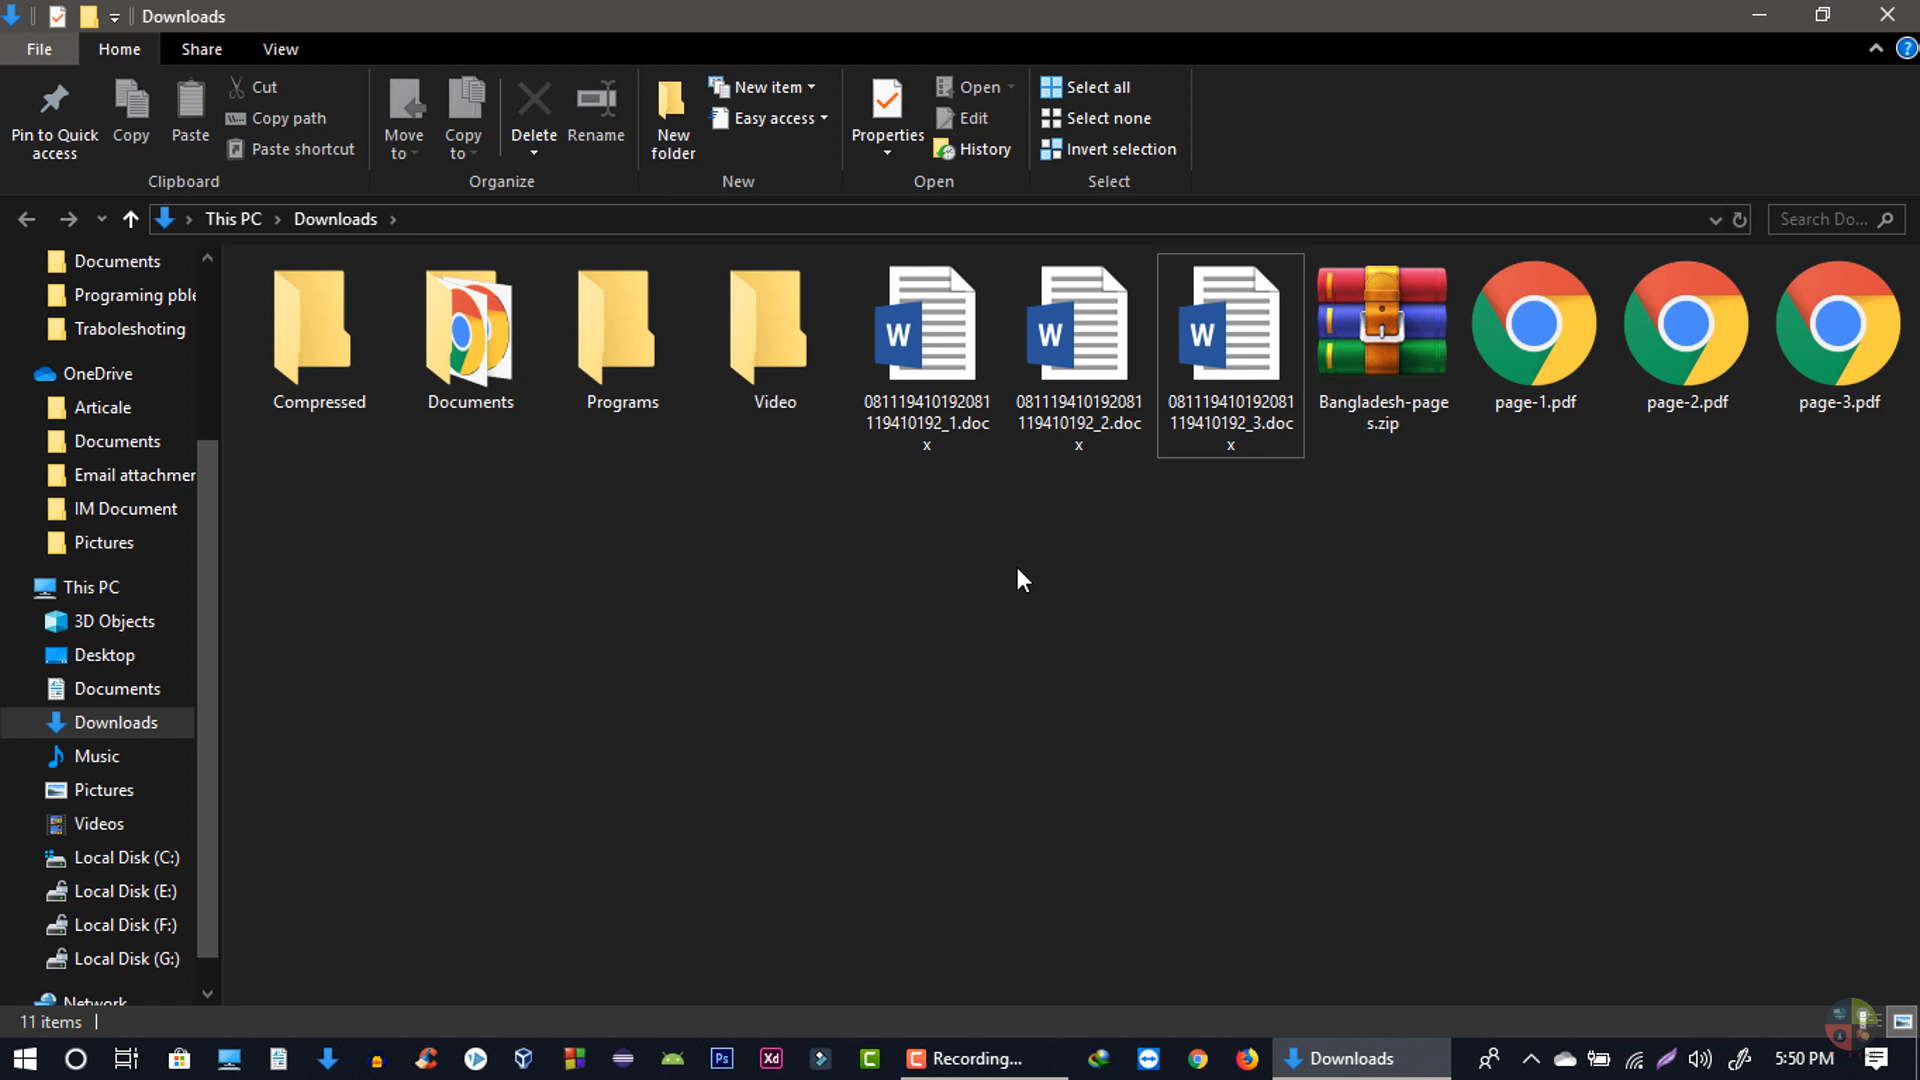 Downloads
File Home Share View
Pin to Quick access
Copy
Paste
Cut
Copy path
Paste shortcut
Clipboard
Move to
Copy to
Delete
Rename
Organize
New folder
New item
Easy access
New
Properties
Open
Edit
History
Open
Select all
Select none
Invert selection
Select
This PC Downloads
Search Do...
Documents
Programing pble
Traboleshoting
OneDrive
Articale
Documents
Email attachmer
IM Document
Pictures
This PC
3D Objects
Desktop
Documents
Downloads
Music
Pictures
Videos
Local Disk (C:)
Local Disk (E:)
Local Disk (F:)
Local Disk (G:)
Network
Compressed
Documents
Programs
Video
W
081119410192081
119410192_1.doc
x
W
081119410192081
119410192_2.doc
x
W
081119410192081
119410192_3.doc
x
Bangladesh-page
s.zip
page-1.pdf
page-2.pdf
page-3.pdf
11 items
Ps
Xd
C
C Recording...
Downloads
5:50 PM